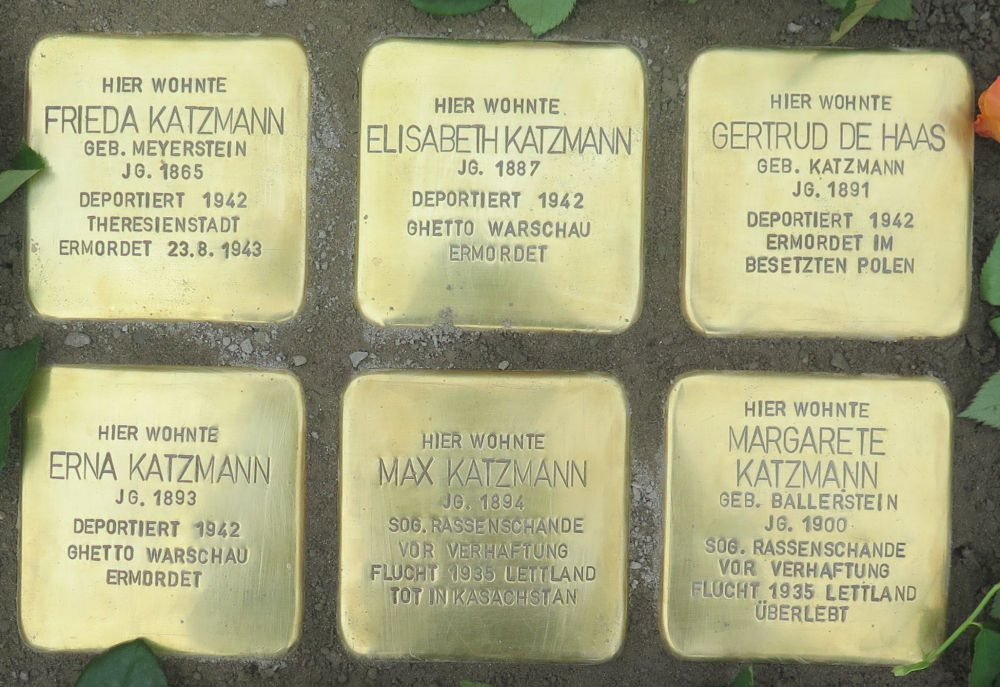 HIER WOHNTE
FRIEDA KATZMANN
GEB. MEYERSTEIN
JG. 1865
DEPORTIERT 1942
THERESIENSTADT
ERMORDET 23.8.1943
HIER WOHNTE
ELISABETH KATZMANN
JG. 1887
DEPORTIERT 1942
GHETTO WARSCHAU
ERMORDET
HIER WOHNTE
GERTRUD DE HAAS
GEB. KATZMANN
JG. 1891
DEPORTIERT 1942
ERMORDET IM
BESETZTEN POLEN
HIER WOHNTE
ERNA KATZMANN
JG. 1893
DEPORTIERT 1942
GHETTO WARSCHAU
ERMORDET
HIER WOHNTE
MAX KATZMANN
JG. 1894
SOG. RASSENSCHANDE
VOR VERHAFTUNG
FLUCHT 1935 LETTLAND
TOT IN KASACHSTAN
HIER WOHNTE
MARGARETE
KATZMANN
GEB. BALLERSTEIN
JG. 1900
SOG. RASSENSCHANDE
VOR VERHAFTUNG
FLUCHT 1935 LETTLAND
ÜBERLEBT